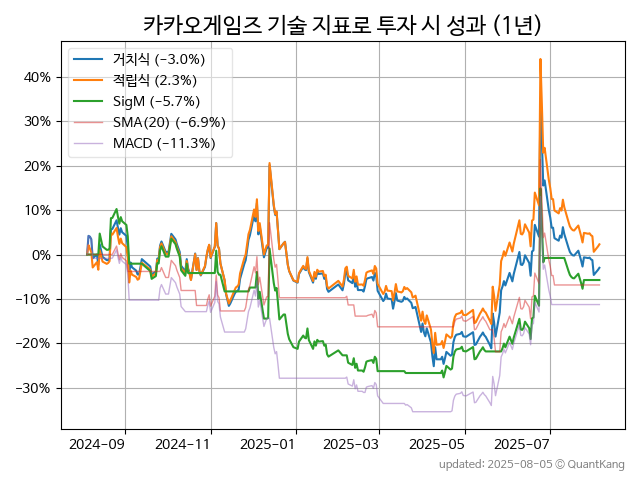 카카오게임즈 기술 지표로 투자 시 성과 (1년)
거치식 (−3.0%)
적립식 (2.3%)
SigM (−5.7%)
SMA(20) (−6.9%)
MACD (−11.3%)
40%
30%
20%
10%
0%
−10%
−20%
−30%
2024-09
2024-11
2025-01
2025-03
2025-05
2025-07
updated: 2025-08-05 ⓒ QuantKang